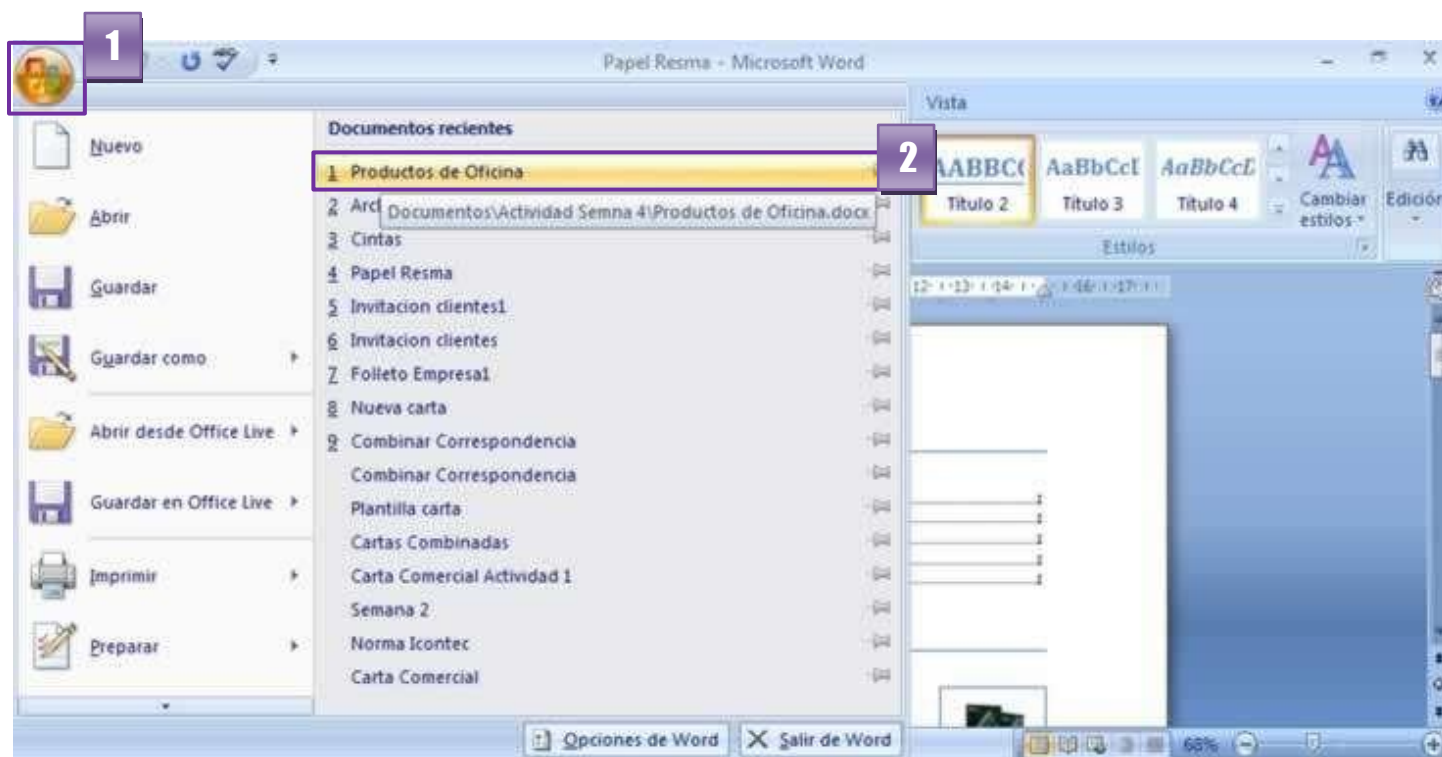 1
Papel Resma - Microsoft Word
Vista
Nuevo
Abrir
Guardar
Guardar como
Abrir desde Office Live
Guardar en Office Live
Imprimir
Preparar
Documentos recientes
2
1 Productos de Oficina
2 Arc
Documentos\Actividad Semna 4\Productos de Oficina.docx
3 Cintas
4 Papel Resma
5 Invitacion clientes1
6 Invitacion clientes
7 Folleto Empresa1
8 Nueva carta
9 Combinar Correspondencia
Combinar Correspondencia
Plantilla carta
Cartas Combinadas
Carta Comercial Actividad 1
Semana 2
Norma Icontec
Carta Comercial
Opciones de Word
Salir de Word
AABBC( AaBbCcI AaBbCcD
Título 2 Título 3 Título 4
Cambiar
estilos
Edición
Estilos
68%